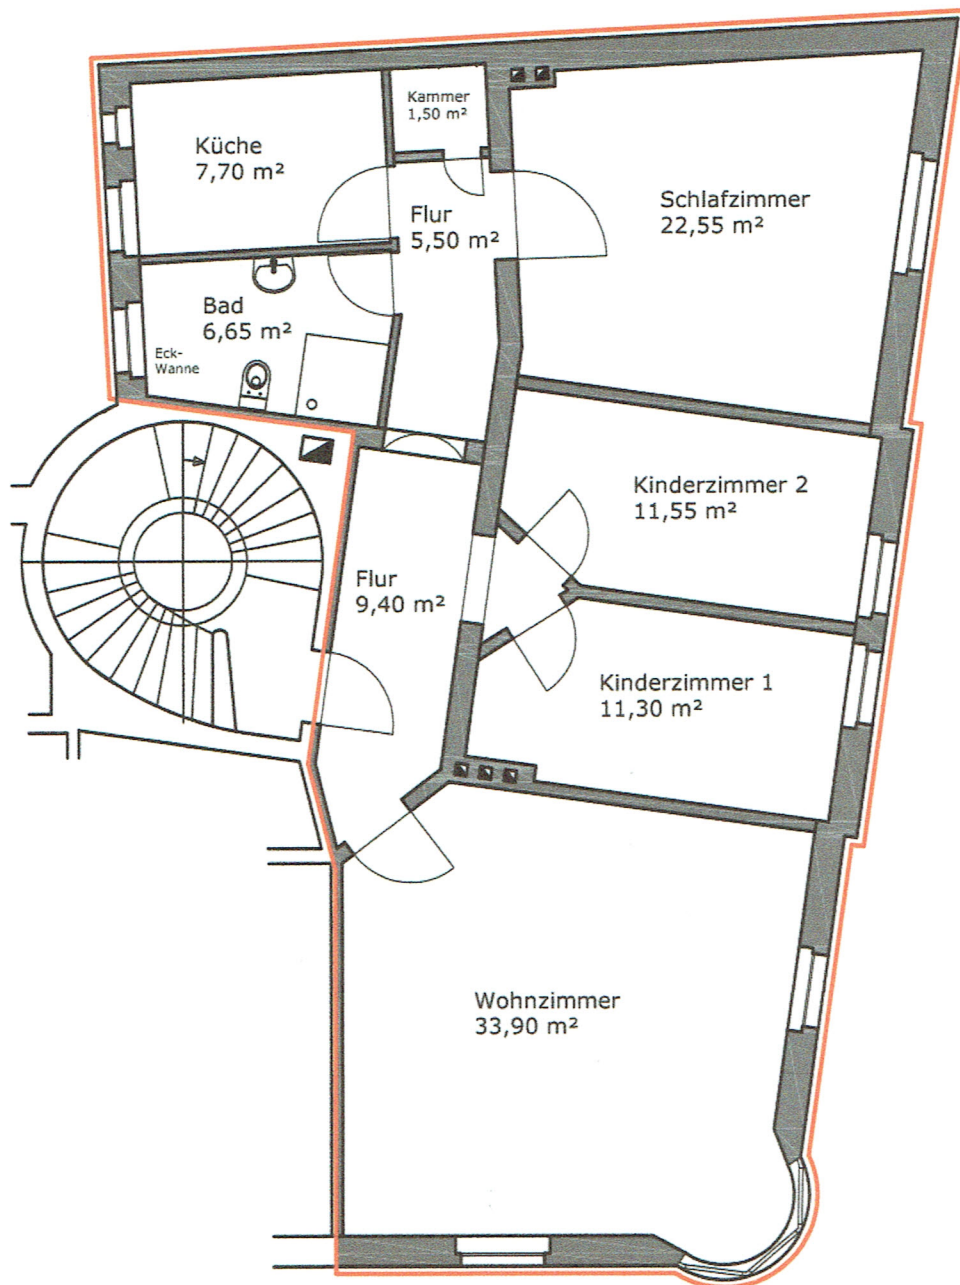 Kammer
1,50 m²
Küche
7,70 m²
Flur
5,50 m²
Schlafzimmer
22,55 m²
Bad
6,65 m²
Eck-
Wanne
Kinderzimmer 2
11,55 m²
Flur
9,40 m²
Kinderzimmer 1
11,30 m²
Wohnzimmer
33,90 m²